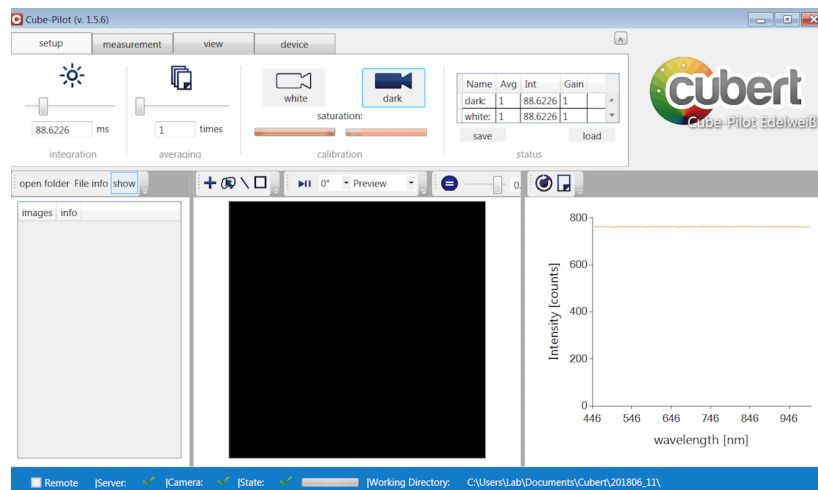 Cube-Pilot (v. 1.5.6)
setup measurement view device
88.6226 ms
integration
1 times
averaging
white dark
saturation:
calibration
Name Avg Int Gain
dark: 1 88.6226 1
white: 1 88.6226 1
save load
status
cubert
Cube-Pilot Edelweiß
open folder File info show
0° Preview
0.
images info
800
600
400
200
0
Intensity [counts]
446 546 646 746 846 946
wavelength [nm]
Remote |Server: |Camera: |State: |Working Directory: C:\Users\Lab\Documents\Cubert\201806_11\